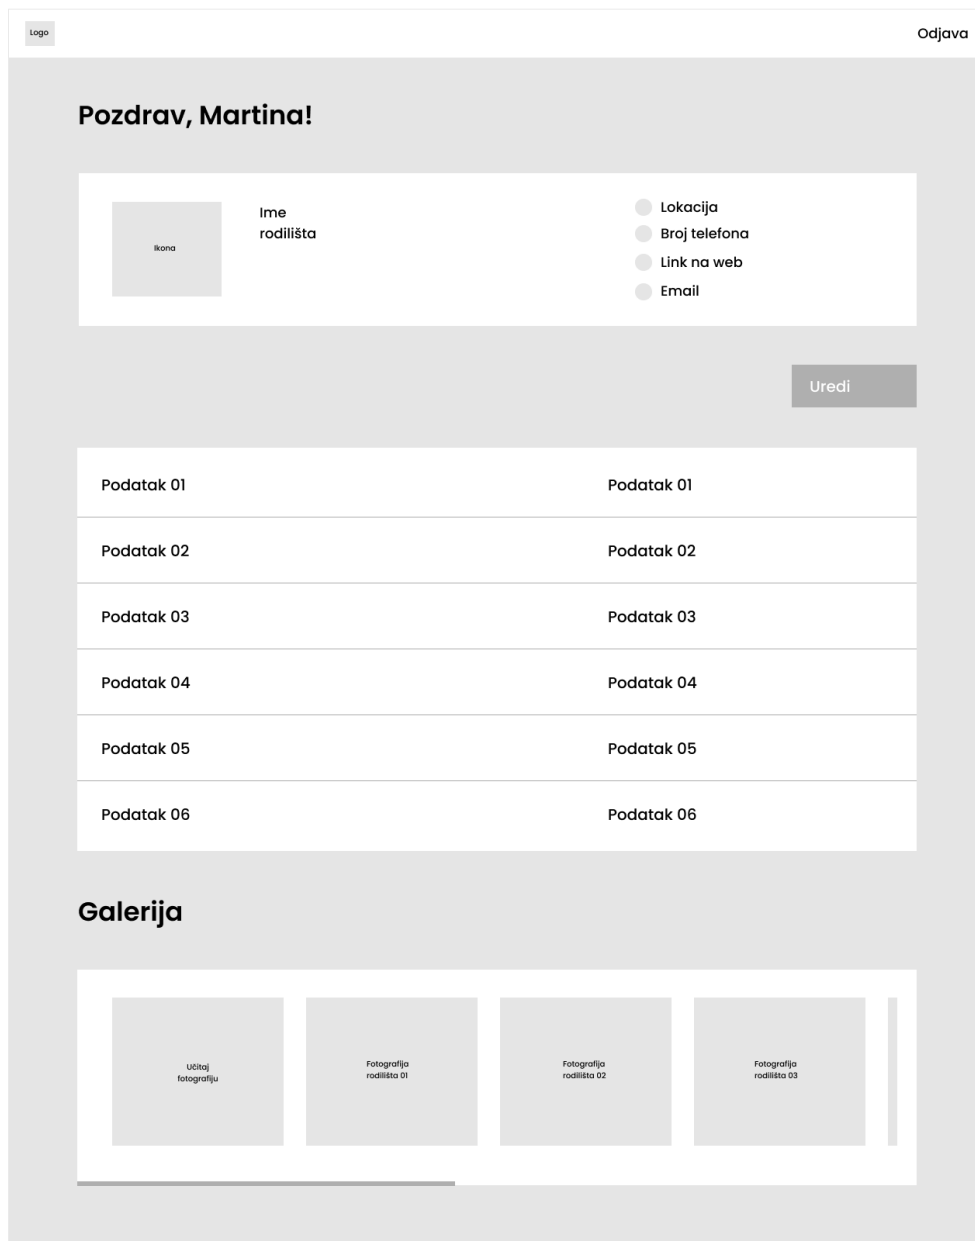 Logo
Odjava
Pozdrav, Martina!
Ikona
Ime
rodilišta
Lokacija
Broj telefona
Link na web
Email
Uredi
Podatak 01 Podatak 01
Podatak 02 Podatak 02
Podatak 03 Podatak 03
Podatak 04 Podatak 04
Podatak 05 Podatak 05
Podatak 06 Podatak 06
Galerija
Učitaj
fotografiju
Fotografija
rodilišta 01
Fotografija
rodilišta 02
Fotografija
rodilišta 03